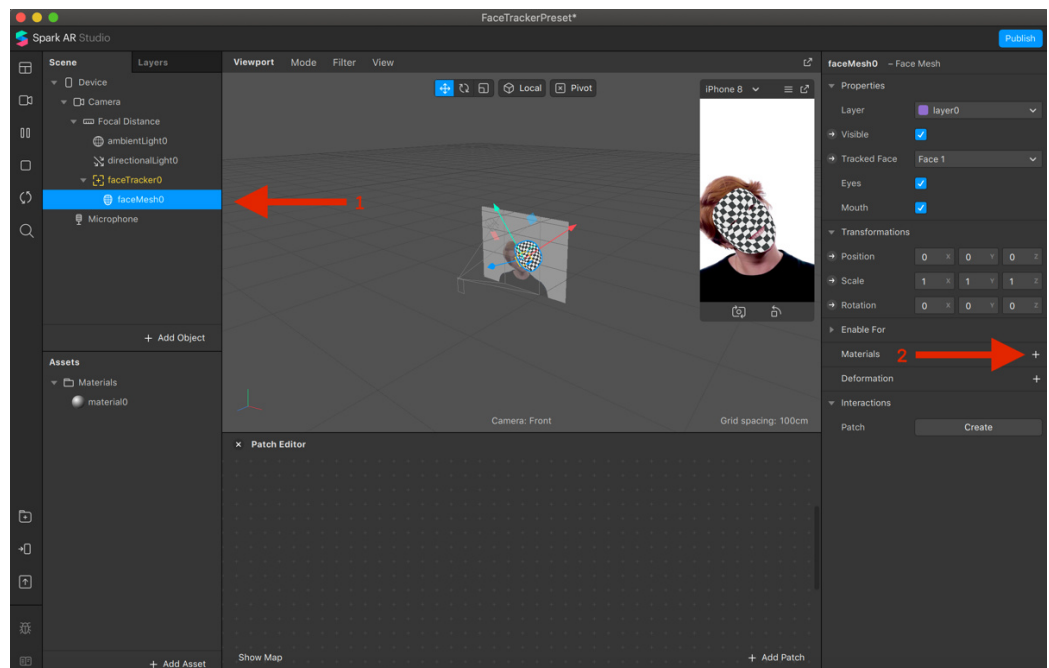 FaceTrackerPreset*
Spark AR Studio
Publish
Scene Layers
Device
Camera
Focal Distance
ambientLight0
directionalLight0
faceTracker0
faceMesh0
Microphone
+ Add Object
Assets
Materials
material0
+ Add Asset
Viewport Mode Filter View
Local Pivot
iPhone 8
1
Camera: Front Grid spacing: 100cm
Patch Editor
Show Map + Add Patch
faceMesh0 – Face Mesh
Properties
Layer layer0
Visible
Tracked Face Face 1
Eyes
Mouth
Transformations
Position 0 X 0 Y 0 Z
Scale 1 X 1 Y 1 Z
Rotation 0 X 0 Y 0 Z
Enable For
Materials 2 +
Deformation +
Interactions
Patch Create